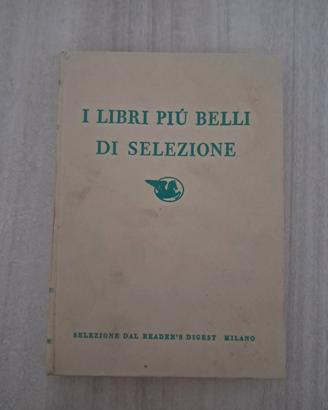 I LIBRI PIÚ BELLI
DI SELEZIONE
SELEZIONE DAL READER'S DIGEST MILANO